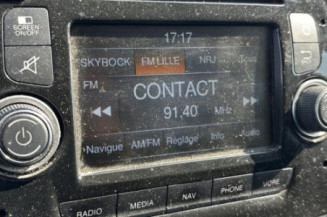 SCREEN
ON/OFF
17:17
SKYROCK FM LILLE NRJ
FM
CONTACT
91.40 MHz
Navigue AM/FM Réglage Info Audio
RADIO MEDIA NAV PHONE MORE